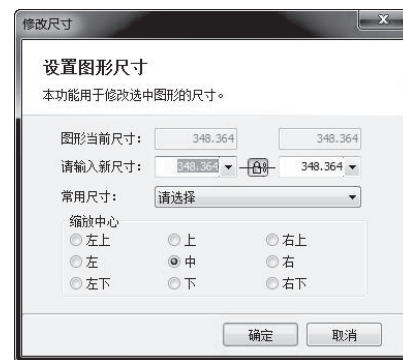 修改尺寸
设置图形尺寸
本功能用于修改选中图形的尺寸。
图形当前尺寸: 348.364 348.364
请输入新尺寸: 348.364 348.364
常用尺寸: 请选择
缩放中心
左上 上 右上
左 中 右
左下 下 右下
确定 取消